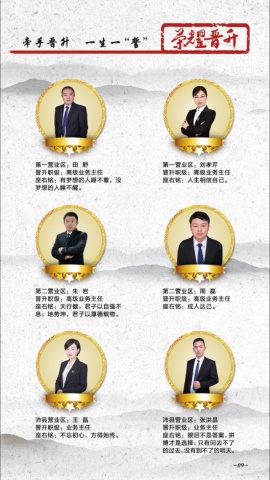 牵手晋升 一生一“誓”
荣耀晋升
第一营业区：田 野
晋升职级：高级业务主任
座右铭：有梦想的人睡不着，没
梦想的人睡不醒。
第一营业区：刘孝芹
晋升职级：高级业务主任
座右铭：人生相信自己。
第二营业区：朱 岩
晋升职级：高级业务主任
座右铭：天行健，君子以自强不
息；地势坤，君子以厚德载物。
第二营业区：周 磊
晋升职级：高级业务主任
座右铭：成人达己。
沛县营业区：王 晶
晋升职级：业务主任
座右铭：不忘初心，方得始终。
沛县营业区：张洪昌
晋升职级：业务主任
座右铭：眼泪不是答案，拼
搏才是选择；只有回去不了
的过去，没有到不了的明天。
-09-